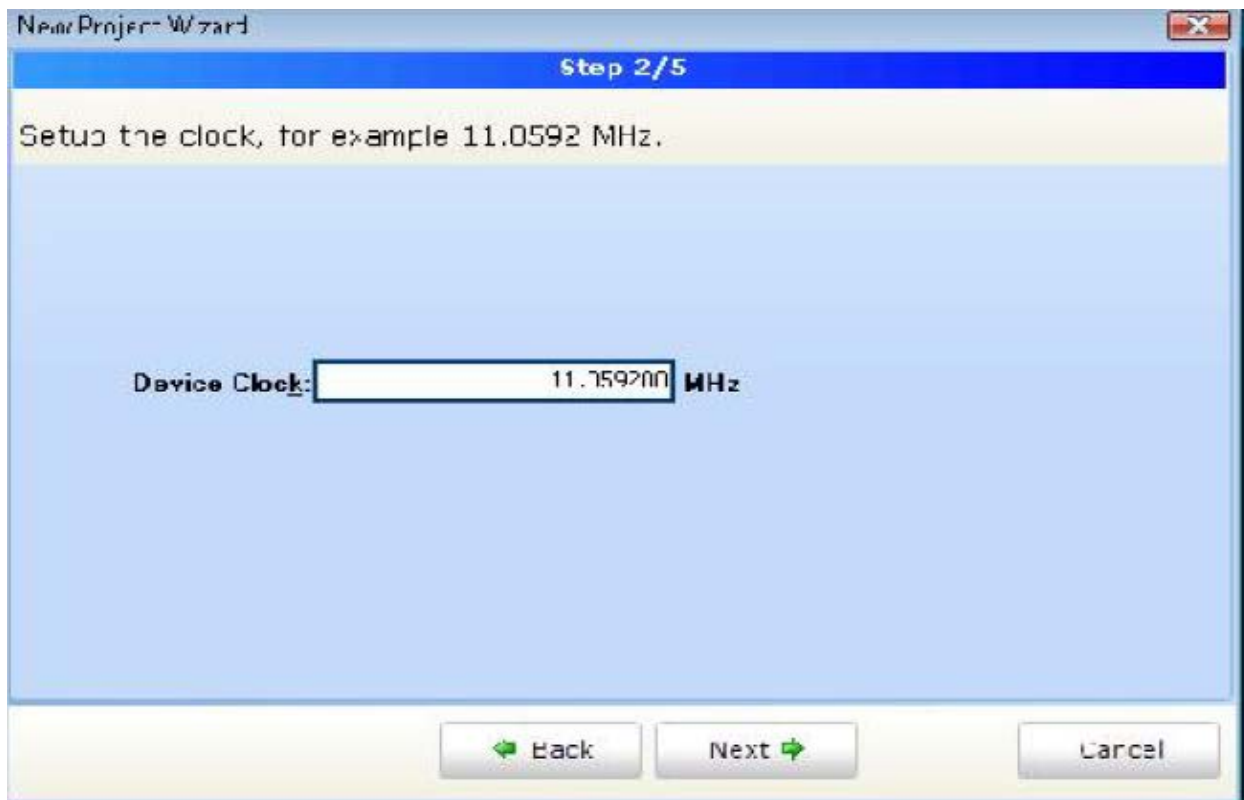 New Project Wizard
Step 2/5
Setup the clock, for example 11.0592 MHz.
Device Clock: 11.059200 MHz
Back
Next
Cancel